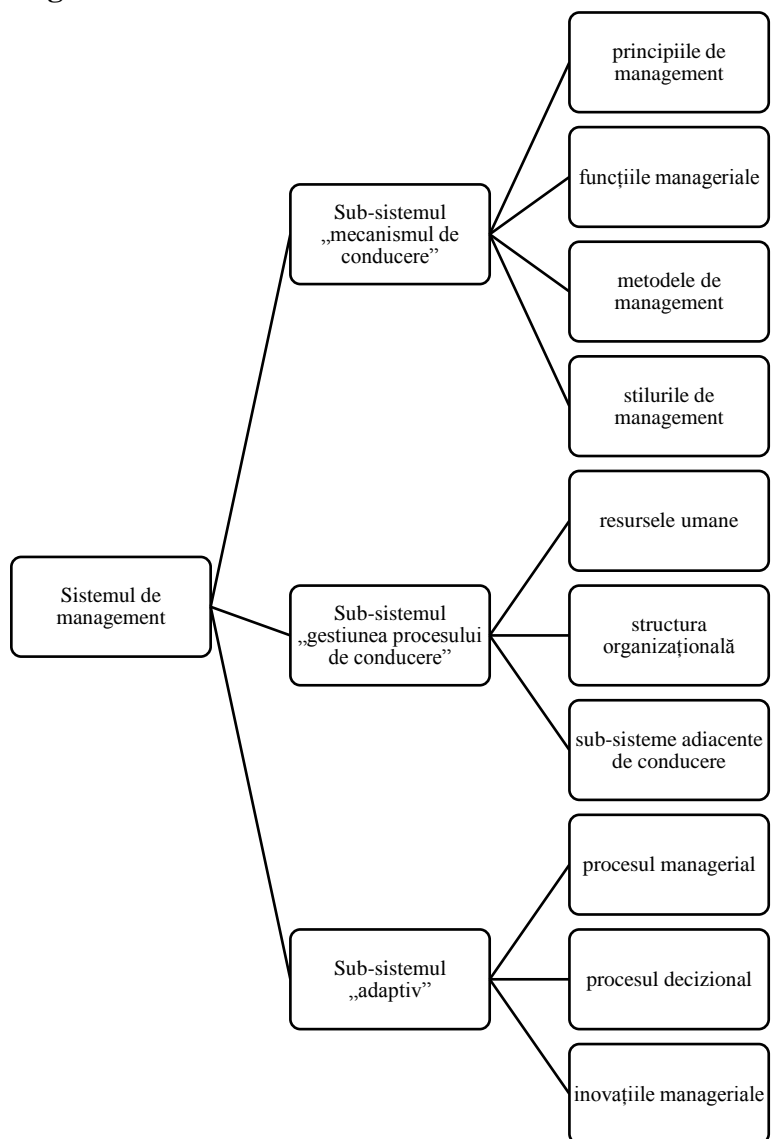 principiile de
management
funcțiile manageriale
Sub-sistemul
„mecanismul de
conducere”
metodele de
management
stilurile de
management
resursele umane
Sistemul de
management
Sub-sistemul
„gestiunea procesului
de conducere”
structura
organizațională
sub-sisteme adiacente
de conducere
procesul managerial
Sub-sistemul
„adaptiv”
procesul decizional
inovațiile manageriale